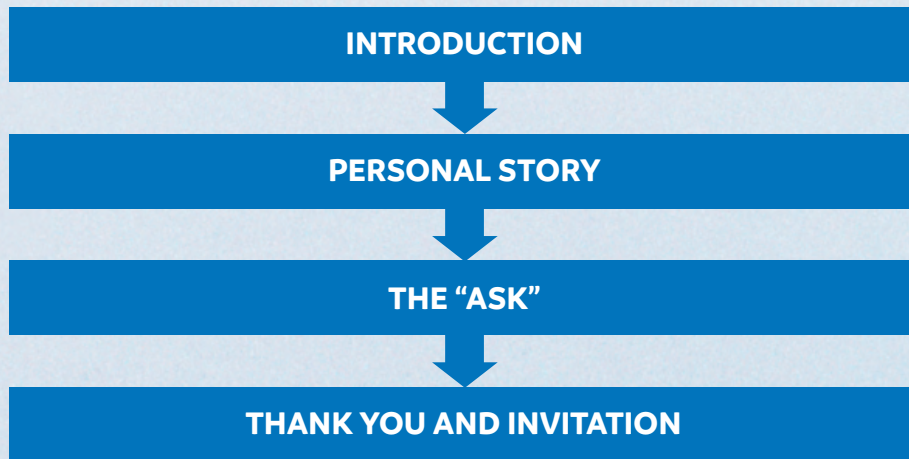 INTRODUCTION
PERSONAL STORY
THE “ASK”
THANK YOU AND INVITATION